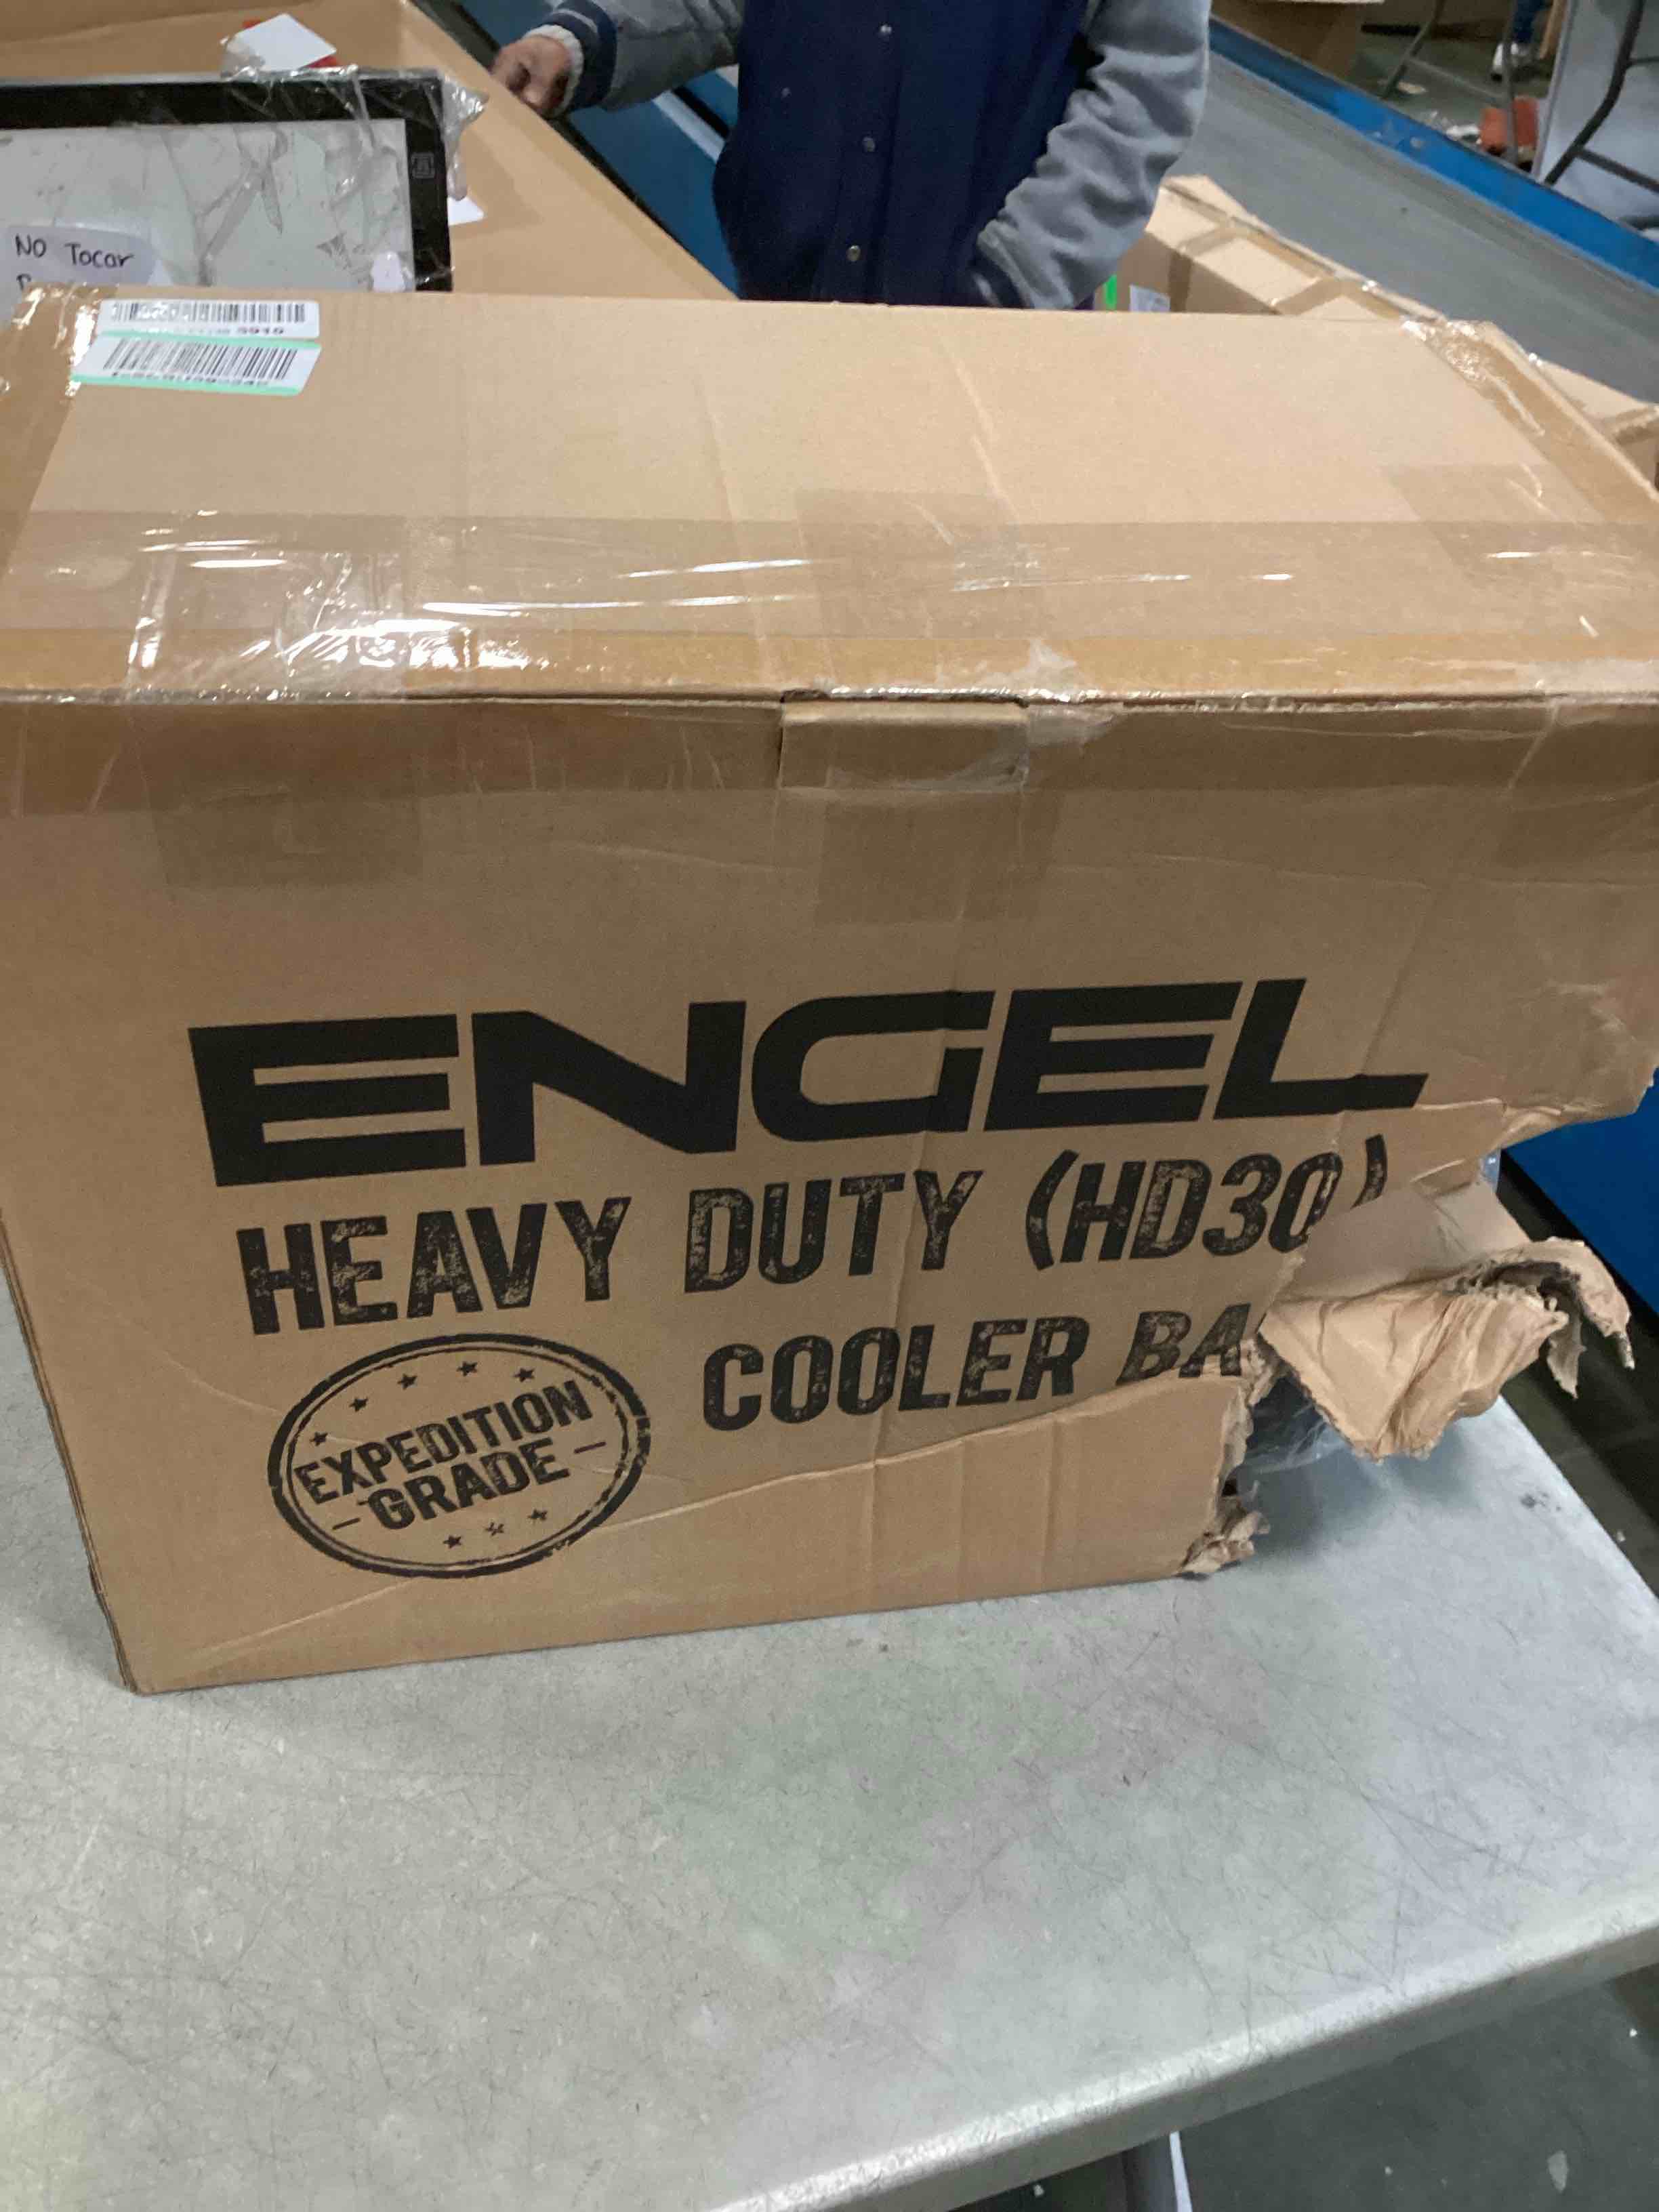 NO Tocar
ENGEL
HEAVY DUTY (HD30)
COOLER BA
EXPEDITION
- GRADE -